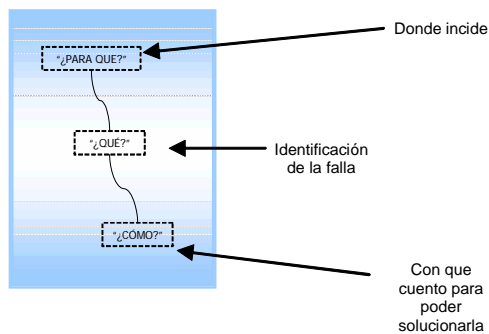 Donde incide
"¿PARA QUE?"
"¿QUÉ?"
Identificación
de la falla
"¿CÓMO?"
Con que
cuento para
poder
solucionarla